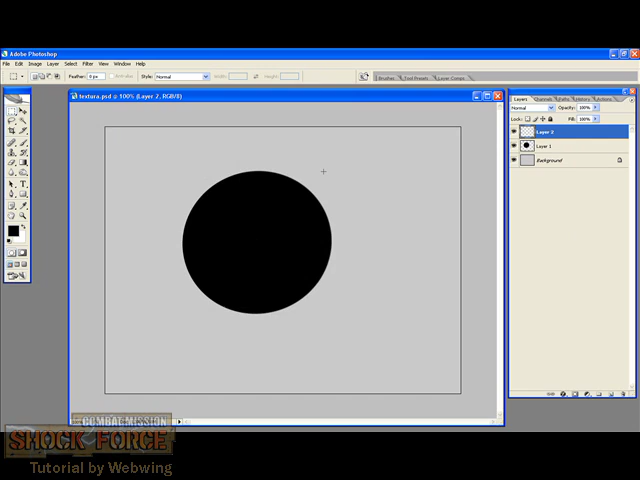 Adobe Photoshop
File Edit Image Layer Select Filter View Window Help
Feather: 0 px Anti-alias Style: Normal Width: Height: Brushes Tool Presets Layer Comps
textura.psd @ 100% (Layer 2, RGB/8)
Layers Channels Paths History Actions
Normal Opacity: 100%
Lock: Fill: 100%
Layer 2
Layer 1
Background
100%
COMBAT MISSION
SHOCK FORCE
Tutorial by Webwing